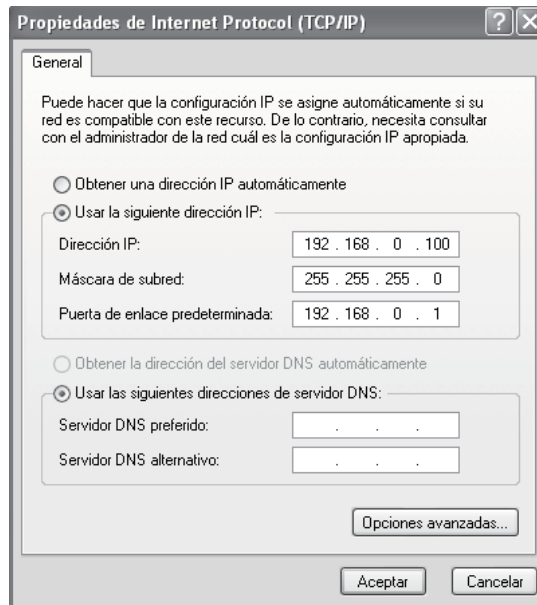 Propiedades de Internet Protocol (TCP/IP)
General
Puede hacer que la configuración IP se asigne automáticamente si su
red es compatible con este recurso. De lo contrario, necesita consultar
con el administrador de la red cuál es la configuración IP apropiada.
Obtener una dirección IP automáticamente
Usar la siguiente dirección IP:
Dirección IP: 192 . 168 . 0 . 100
Máscara de subred: 255 . 255 . 255 . 0
Puerta de enlace predeterminada: 192 . 168 . 0 . 1
Obtener la dirección del servidor DNS automáticamente
Usar las siguientes direcciones de servidor DNS:
Servidor DNS preferido: . . .
Servidor DNS alternativo: . . .
Opciones avanzadas...
Aceptar Cancelar